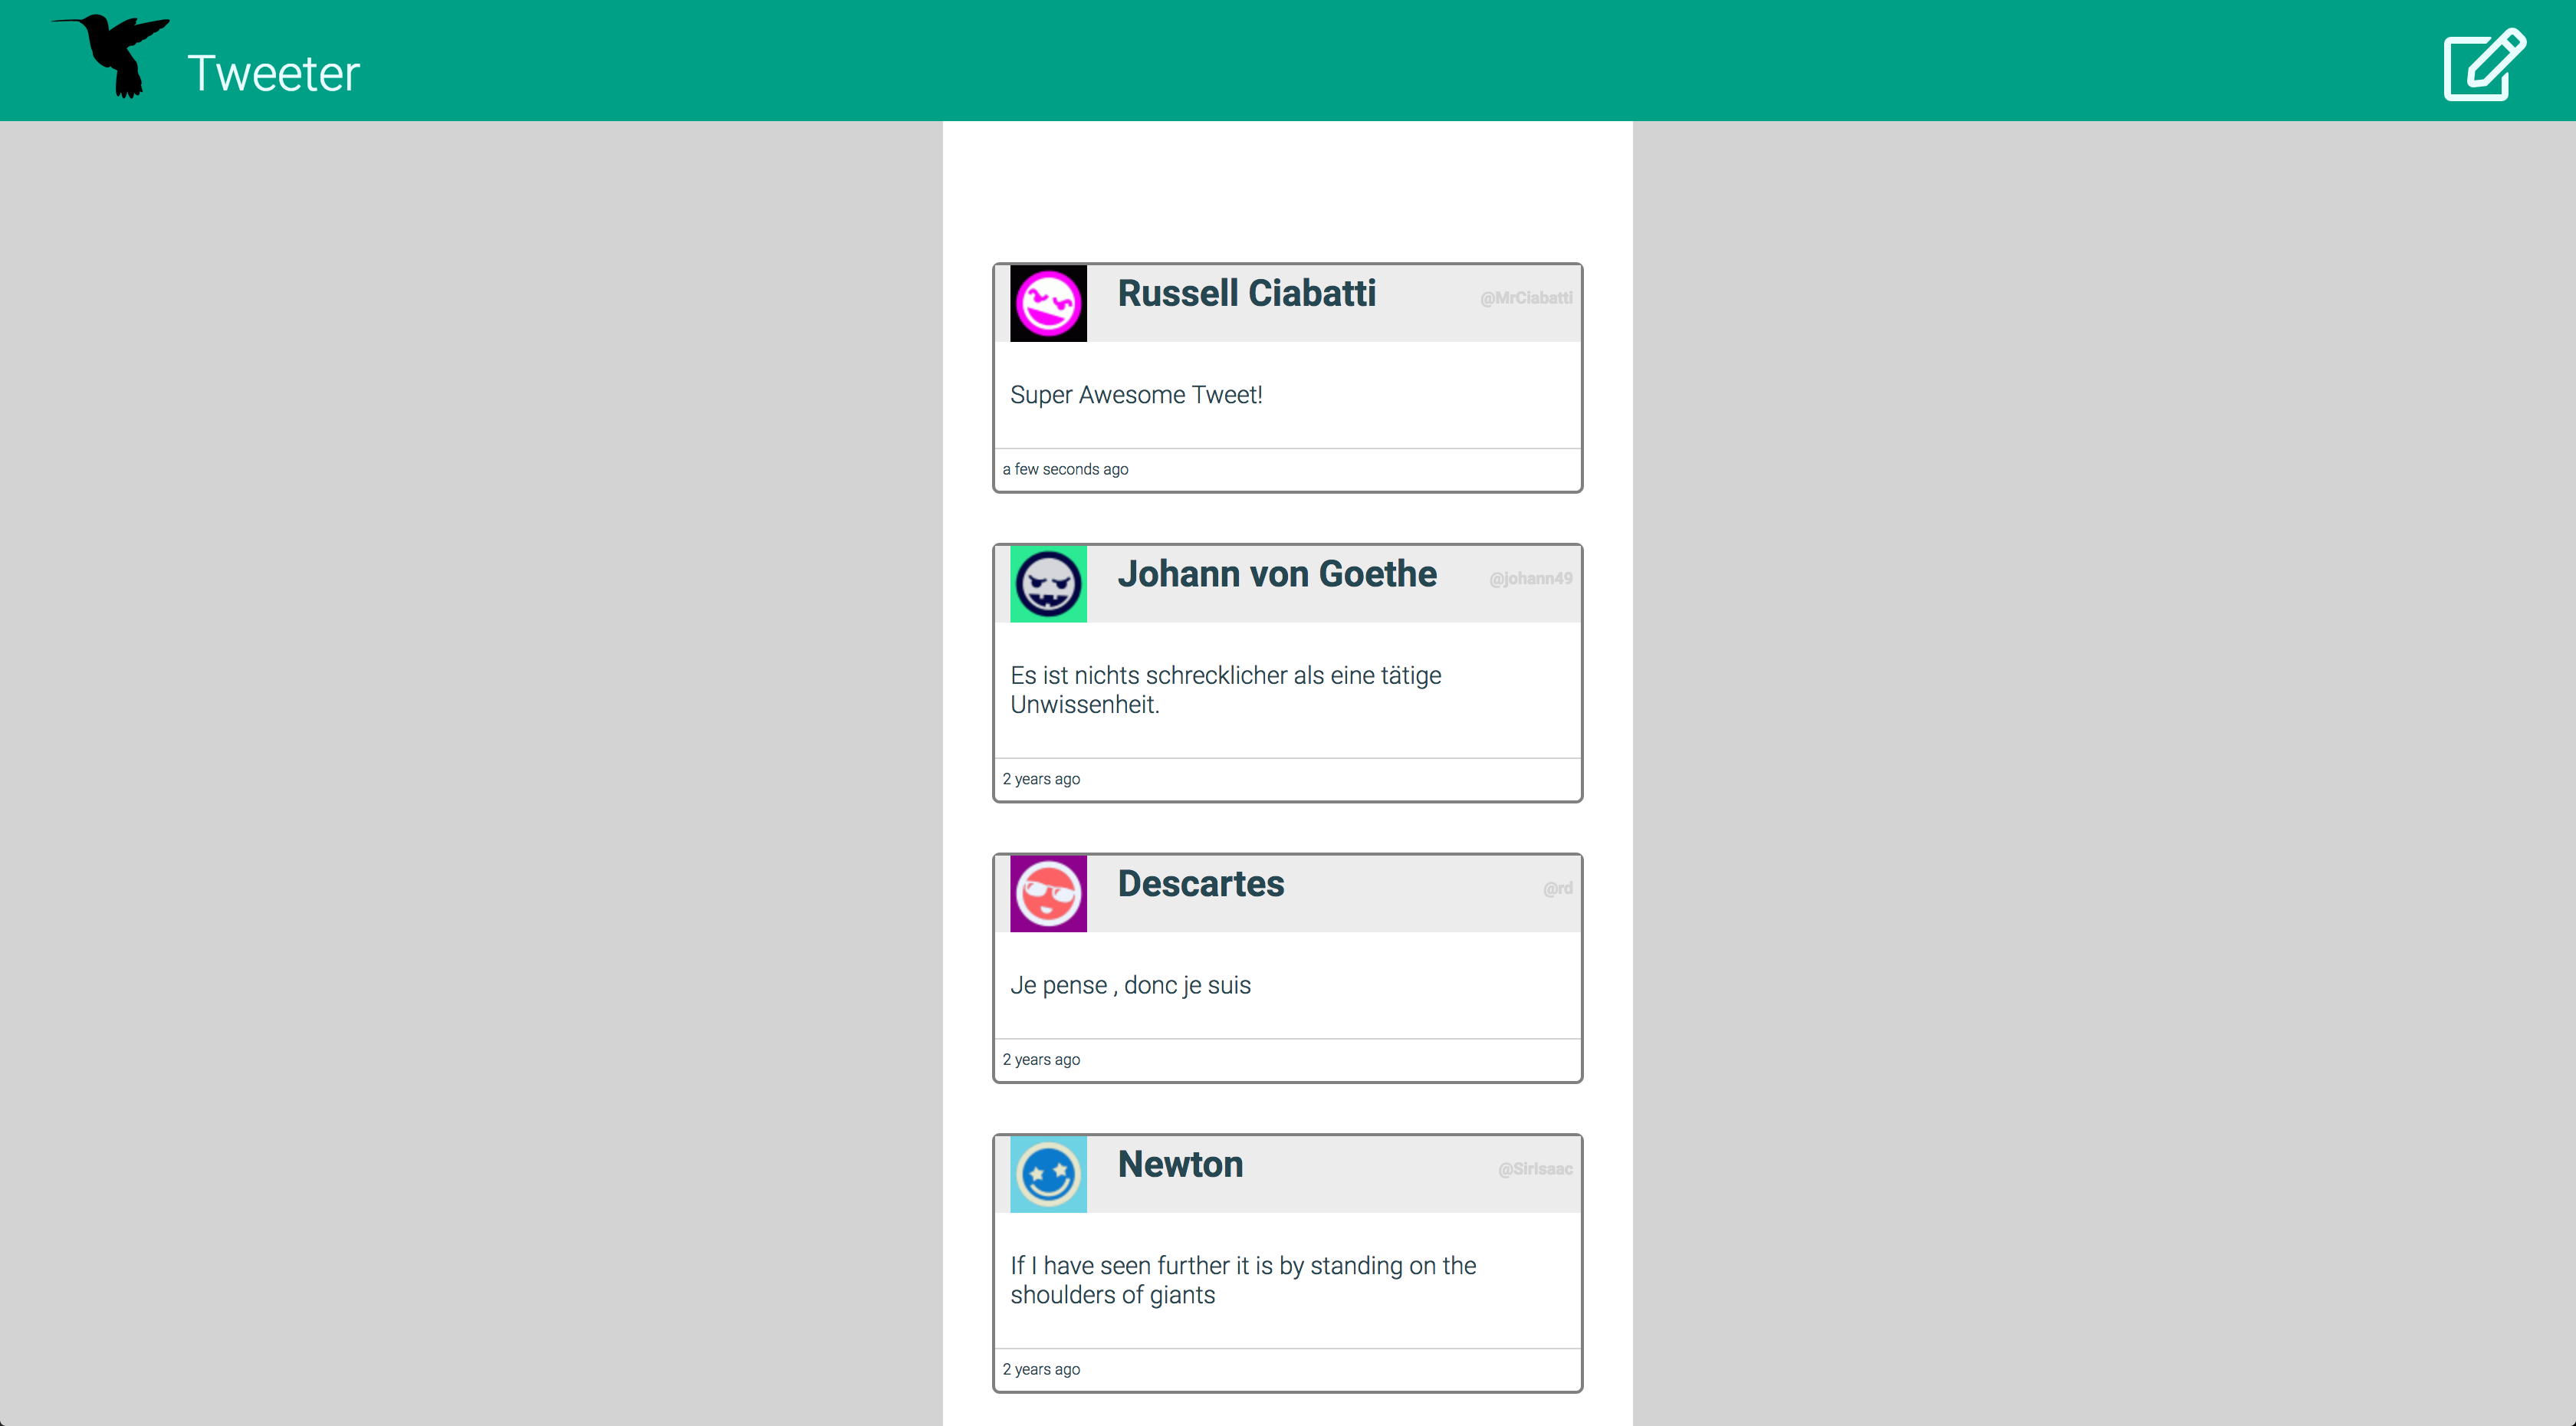 Tweeter
Russell Ciabatti
@MrCiabatti
Super Awesome Tweet!
a few seconds ago
Johann von Goethe
@johann49
Es ist nichts schrecklicher als eine tätige
Unwissenheit.
2 years ago
Descartes
@rd
Je pense , donc je suis
2 years ago
Newton
@SirIsaac
If I have seen further it is by standing on the
shoulders of giants
2 years ago